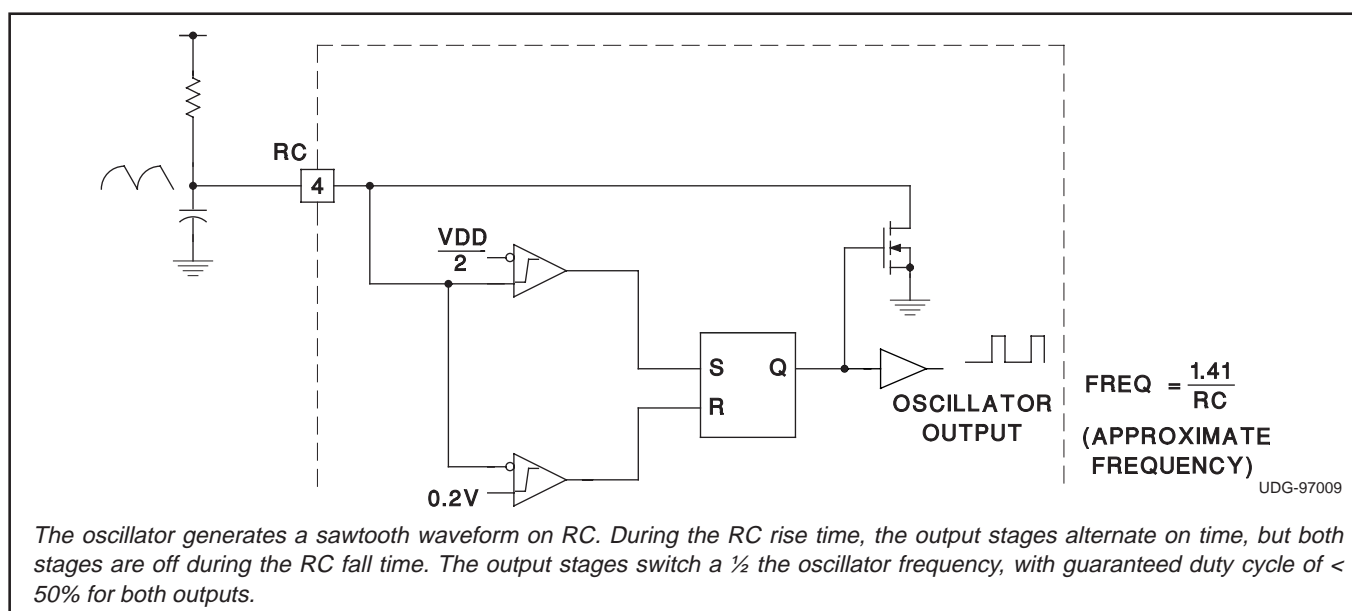 RC
4
VDD
2
0.2V
S
R
Q
OSCILLATOR
OUTPUT
FREQ = 1.41
RC
(APPROXIMATE
FREQUENCY)
UDG-97009
The oscillator generates a sawtooth waveform on RC. During the RC rise time, the output stages alternate on time, but both
stages are off during the RC fall time. The output stages switch a ½ the oscillator frequency, with guaranteed duty cycle of <
50% for both outputs.